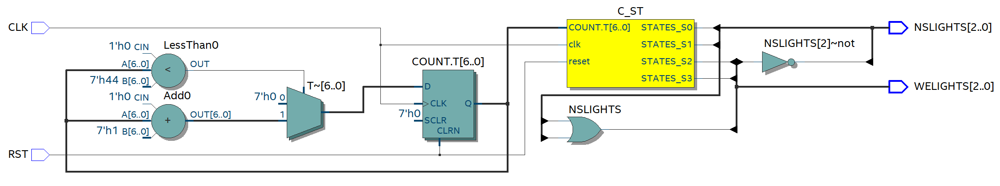 C_ST
CLK
COUNT.T[6..0]
STATES_S0
NSLIGHTS[2..0]
1'h0 CIN
LessThan0
clk
STATES_S1
NSLIGHTS[2]~not
A[6..0]
<
OUT
COUNT.T[6..0]
reset
STATES_S2
7'h44 B[6..0]
STATES_S3
T~[6..0]
D
WELIGHTS[2..0]
1'h0 CIN
Add0
7'h0 0
CLK
Q
NSLIGHTS
A[6..0]
+
OUT[6..0]
1
7'h0
SCLR
7'h1 B[6..0]
CLRN
RST